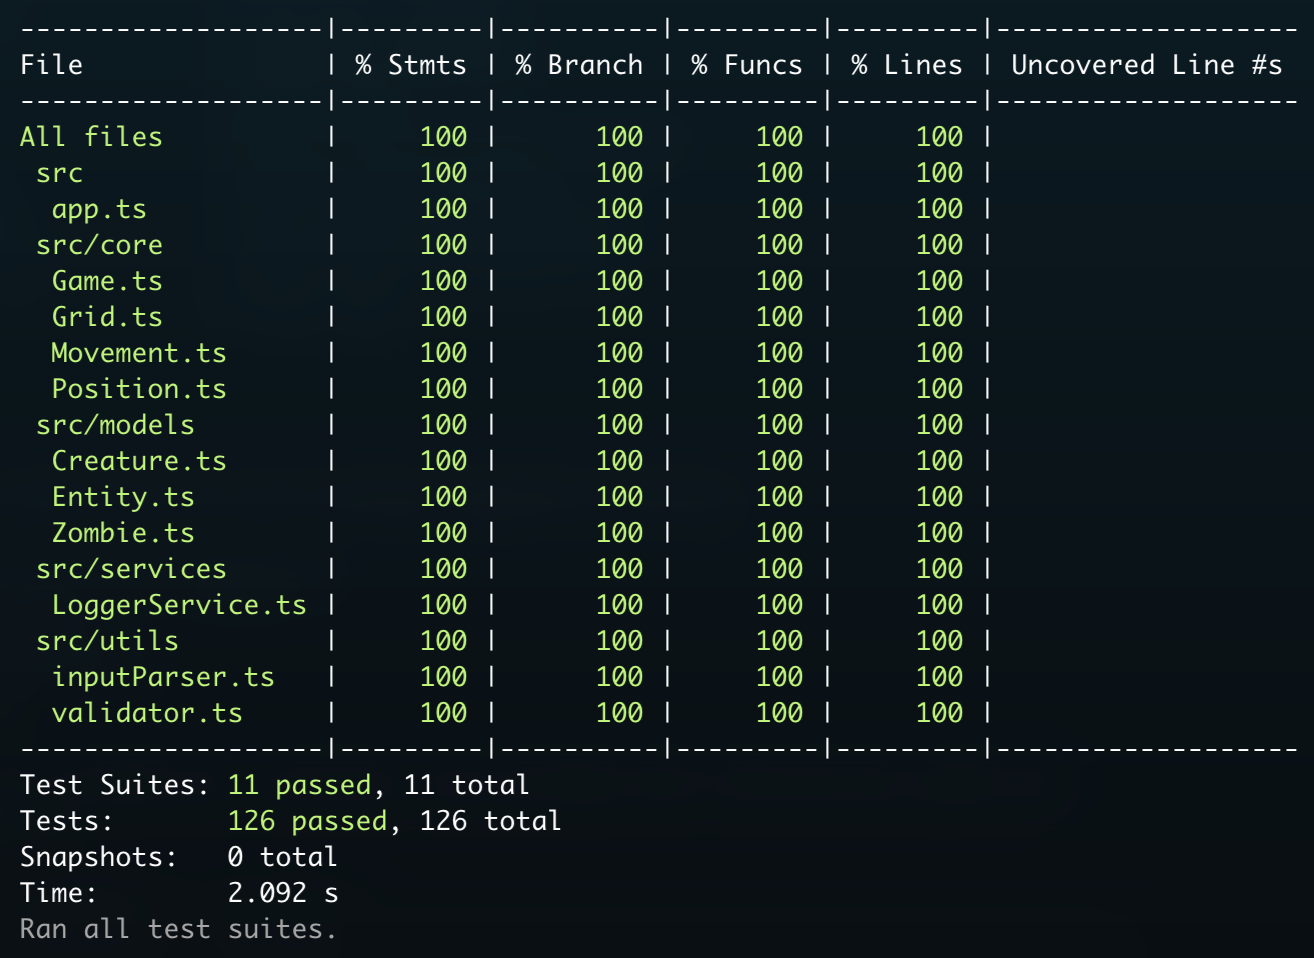 -------------------|---------|----------|---------|---------|-------------------
File               | % Stmts | % Branch | % Funcs | % Lines | Uncovered Line #s
-------------------|---------|----------|---------|---------|-------------------
All files          |     100 |      100 |     100 |     100 |
 src               |     100 |      100 |     100 |     100 |
  app.ts           |     100 |      100 |     100 |     100 |
 src/core          |     100 |      100 |     100 |     100 |
  Game.ts          |     100 |      100 |     100 |     100 |
  Grid.ts          |     100 |      100 |     100 |     100 |
  Movement.ts      |     100 |      100 |     100 |     100 |
  Position.ts      |     100 |      100 |     100 |     100 |
 src/models        |     100 |      100 |     100 |     100 |
  Creature.ts      |     100 |      100 |     100 |     100 |
  Entity.ts        |     100 |      100 |     100 |     100 |
  Zombie.ts        |     100 |      100 |     100 |     100 |
 src/services      |     100 |      100 |     100 |     100 |
  LoggerService.ts |     100 |      100 |     100 |     100 |
 src/utils         |     100 |      100 |     100 |     100 |
  inputParser.ts   |     100 |      100 |     100 |     100 |
  validator.ts     |     100 |      100 |     100 |     100 |
-------------------|---------|----------|---------|---------|-------------------
Test Suites: 11 passed, 11 total
Tests:       126 passed, 126 total
Snapshots:   0 total
Time:        2.092 s
Ran all test suites.